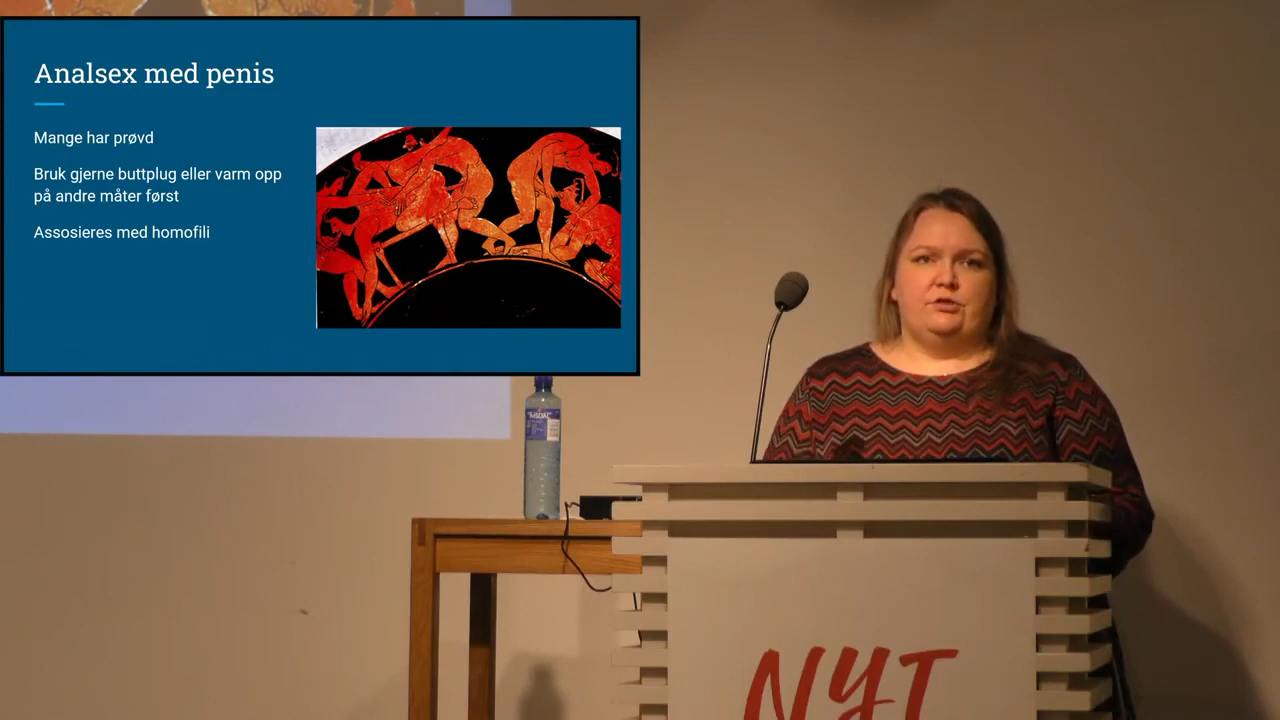 Analsex med penis
Mange har prøvd
Bruk gjerne buttplug eller varm opp
på andre måter først
Assosieres med homofili
NYT